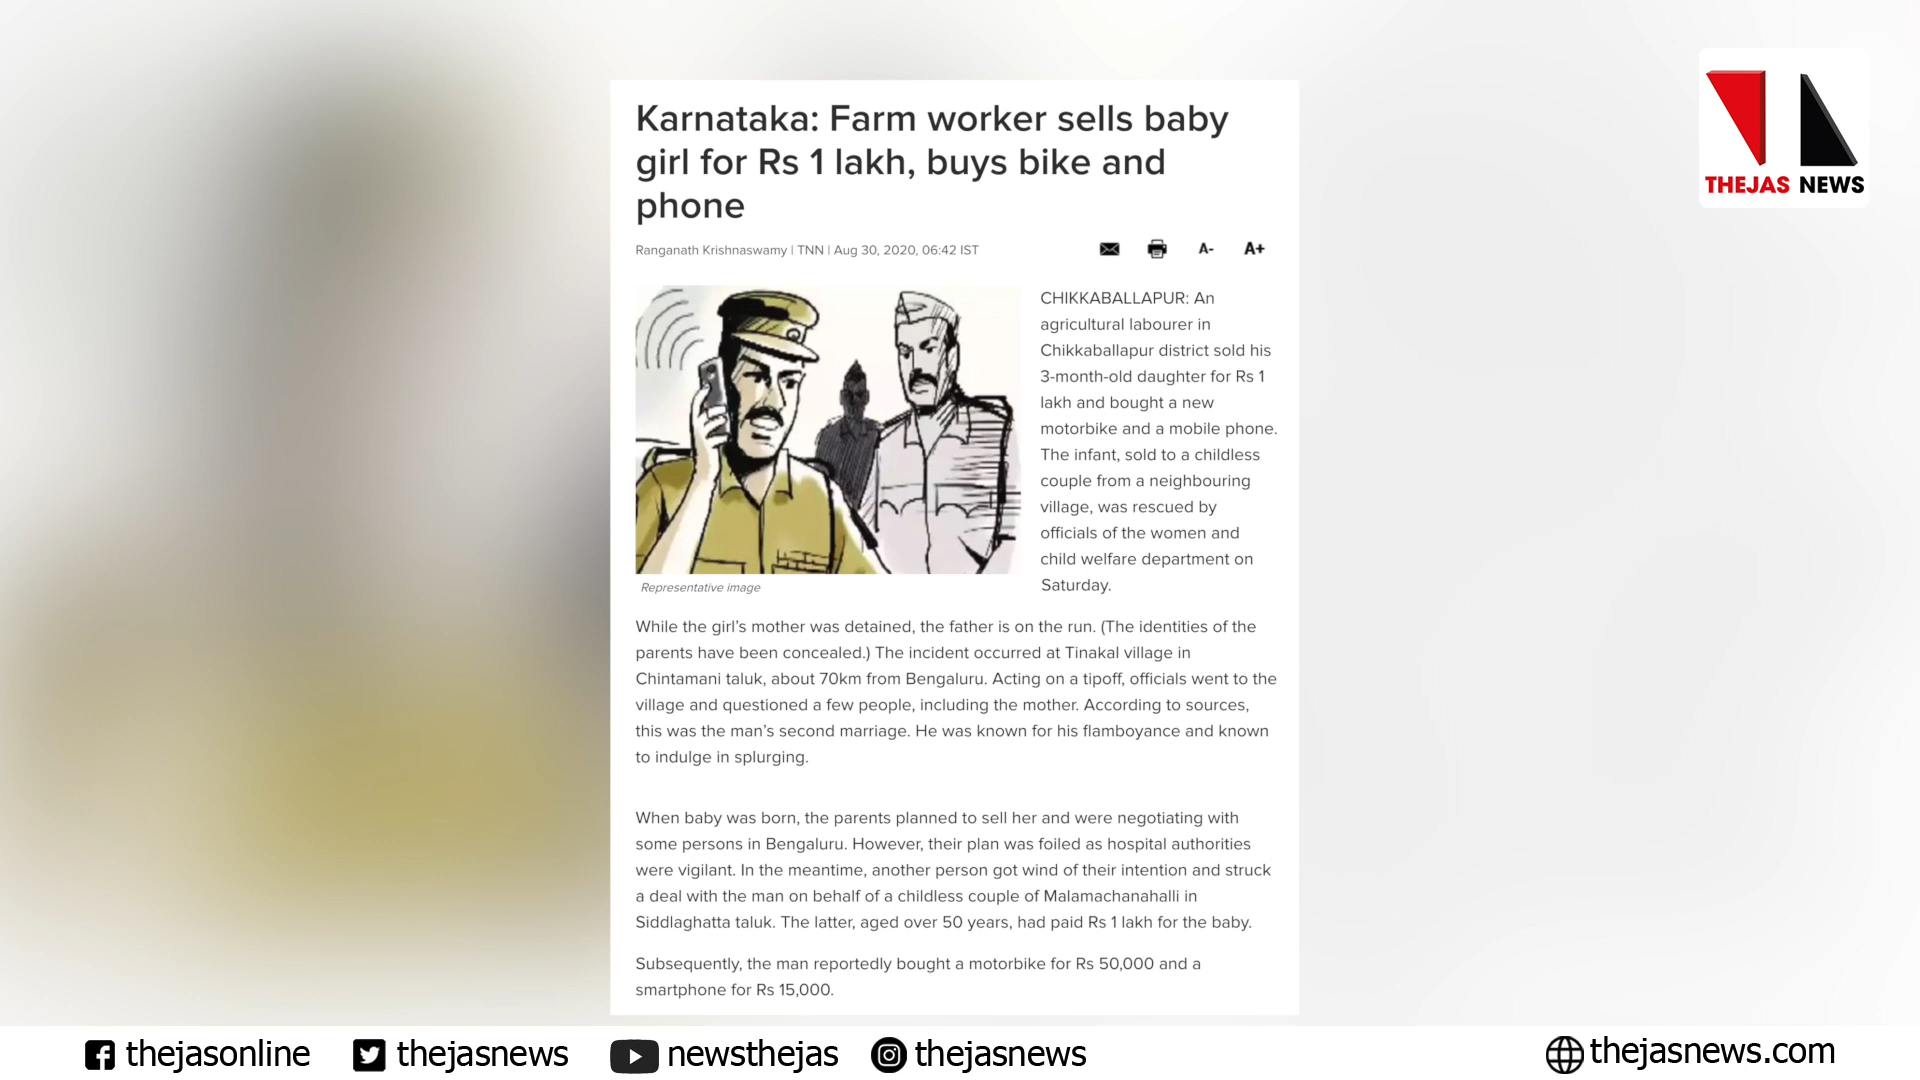 Karnataka: Farm worker sells baby
girl for Rs 1 lakh, buys bike and
phone
Ranganath Krishnaswamy | TNN | Aug 30, 2020, 06:42 IST
A-
A+
THEJAS NEWS
CHIKKABALLAPUR: An
agricultural labourer in
Chikkaballapur district sold his
3-month-old daughter for Rs 1
lakh and bought a new
motorbike and a mobile phone.
The infant, sold to a childless
couple from a neighbouring
village, was rescued by
officials of the women and
child welfare department on
Saturday.
Representative image
While the girl's mother was detained, the father is on the run. (The identities of the
parents have been concealed.) The incident occurred at Tinakal village in
Chintamani taluk, about 70km from Bengaluru. Acting on a tipoff, officials went to the
village and questioned a few people, including the mother. According to sources,
this was the man's second marriage. He was known for his flamboyance and known
to indulge in splurging.
When baby was born, the parents planned to sell her and were negotiating with
some persons in Bengaluru. However, their plan was foiled as hospital authorities
were vigilant. In the meantime, another person got wind of their intention and struck
a deal with the man on behalf of a childless couple of Malamachanahalli in
Siddlaghatta taluk. The latter, aged over 50 years, had paid Rs 1 lakh for the baby.
Subsequently, the man reportedly bought a motorbike for Rs 50,000 and a
smartphone for Rs 15,000.
thejasonline
thejasnews
newsthejas
thejasnews
thejasnews.com